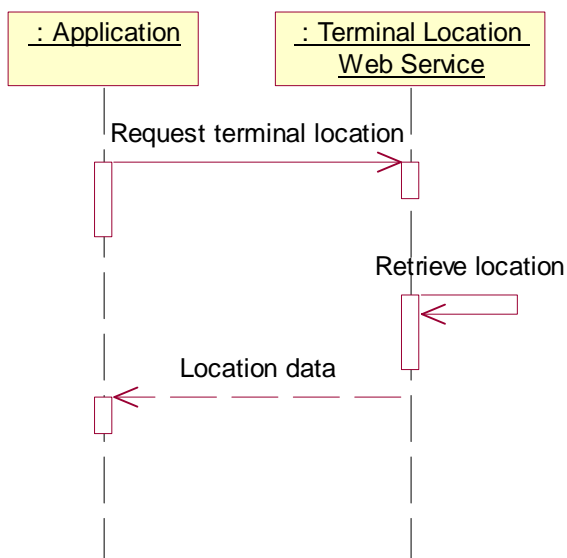 : Application
: Terminal Location
Web Service
Request terminal location
Retrieve location
Location data